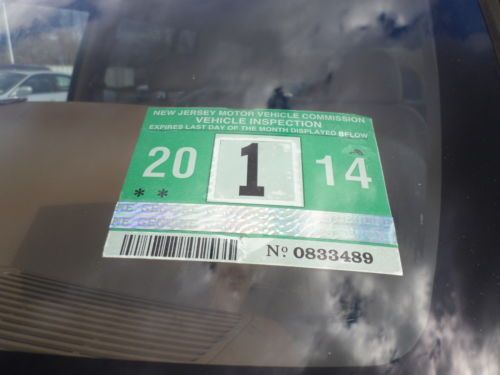 NEW JERSEY MOTOR VEHICLE COMMISSION
VEHICLE INSPECTION
EXPIRES LAST DAY OF THE MONTH DISPLAYED BELOW
20 1 14
**
Nº 0833489